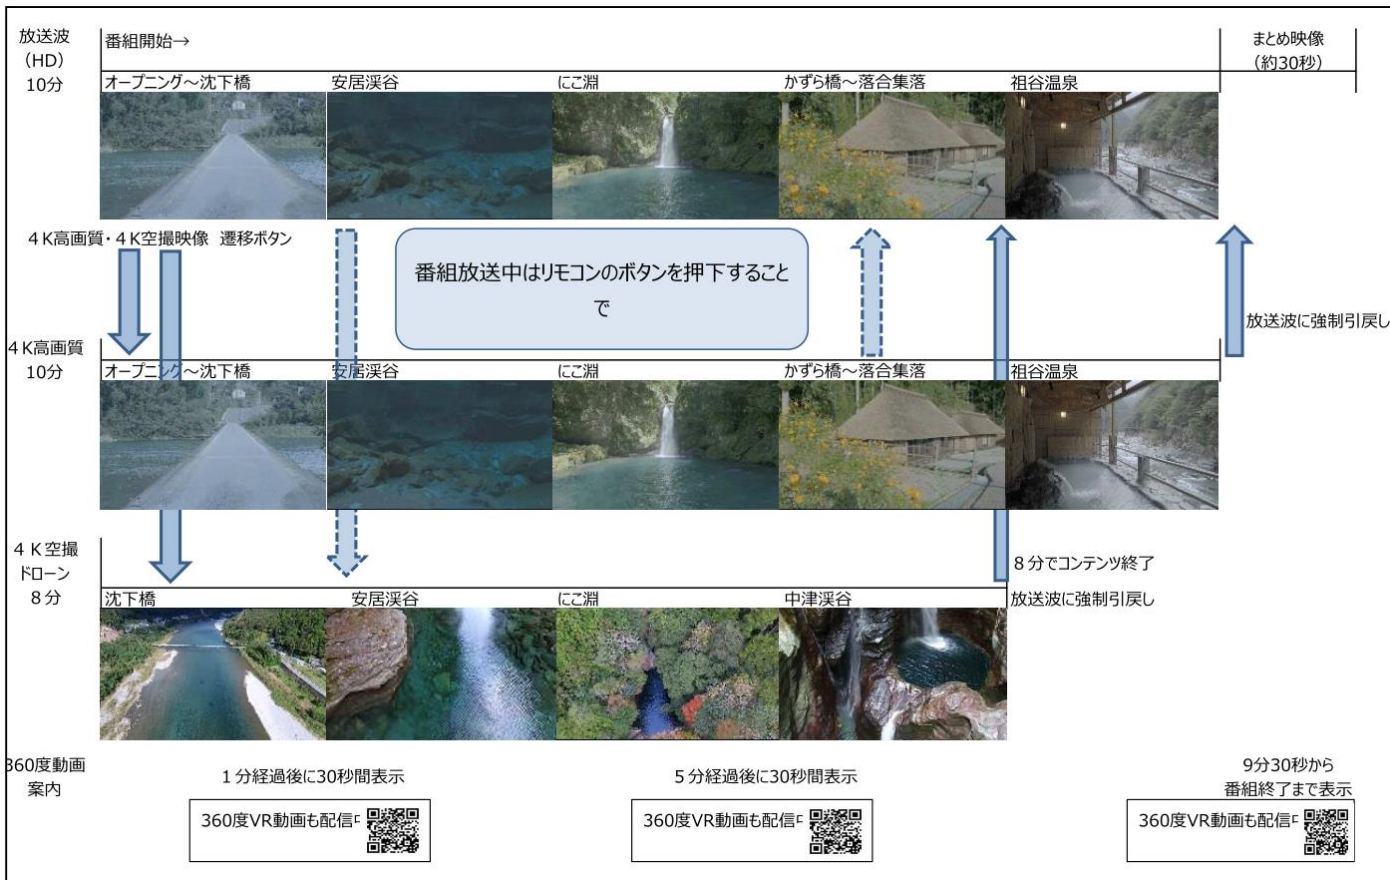 放送波
（HD）
10分
番組開始→
まとめ映像
（約30秒）
オープニング～沈下橋
安居渓谷
にこ淵
かずら橋～落合集落
祖谷温泉
４K高画質・４K空撮映像　遷移ボタン
番組放送中はリモコンのボタンを押下すること
で
放送波に強制引戻し
４K高画質
10分
オープニング～沈下橋
安居渓谷
にこ淵
かずら橋～落合集落
祖谷温泉
４Ｋ空撮
ドローン
８分
８分でコンテンツ終了
放送波に強制引戻し
沈下橋
安居渓谷
にこ淵
中津渓谷
360度動画
案内
１分経過後に30秒間表示
５分経過後に30秒間表示
9分30秒から
番組終了まで表示
360度VR動画も配信
360度VR動画も配信
360度VR動画も配信